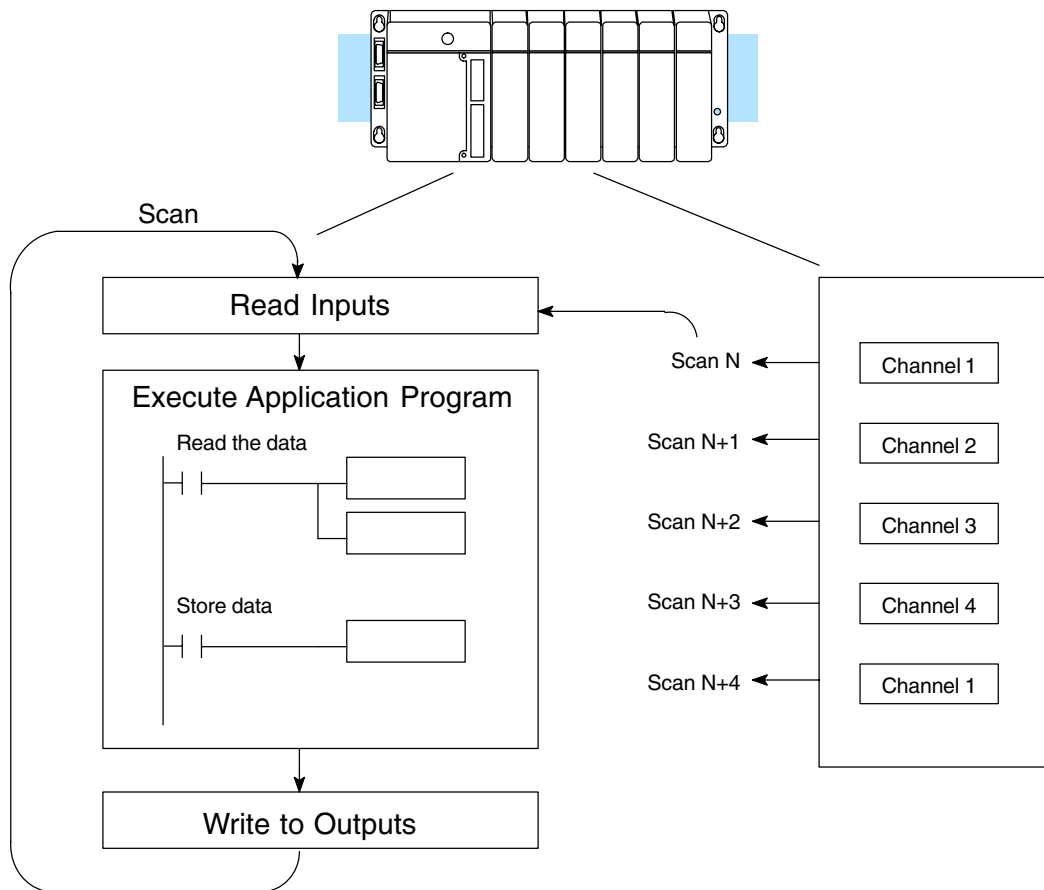 Scan
Read Inputs
Execute Application Program
Read the data
Store data
Write to Outputs
Scan N
Channel 1
Scan N+1
Channel 2
Scan N+2
Channel 3
Scan N+3
Channel 4
Scan N+4
Channel 1